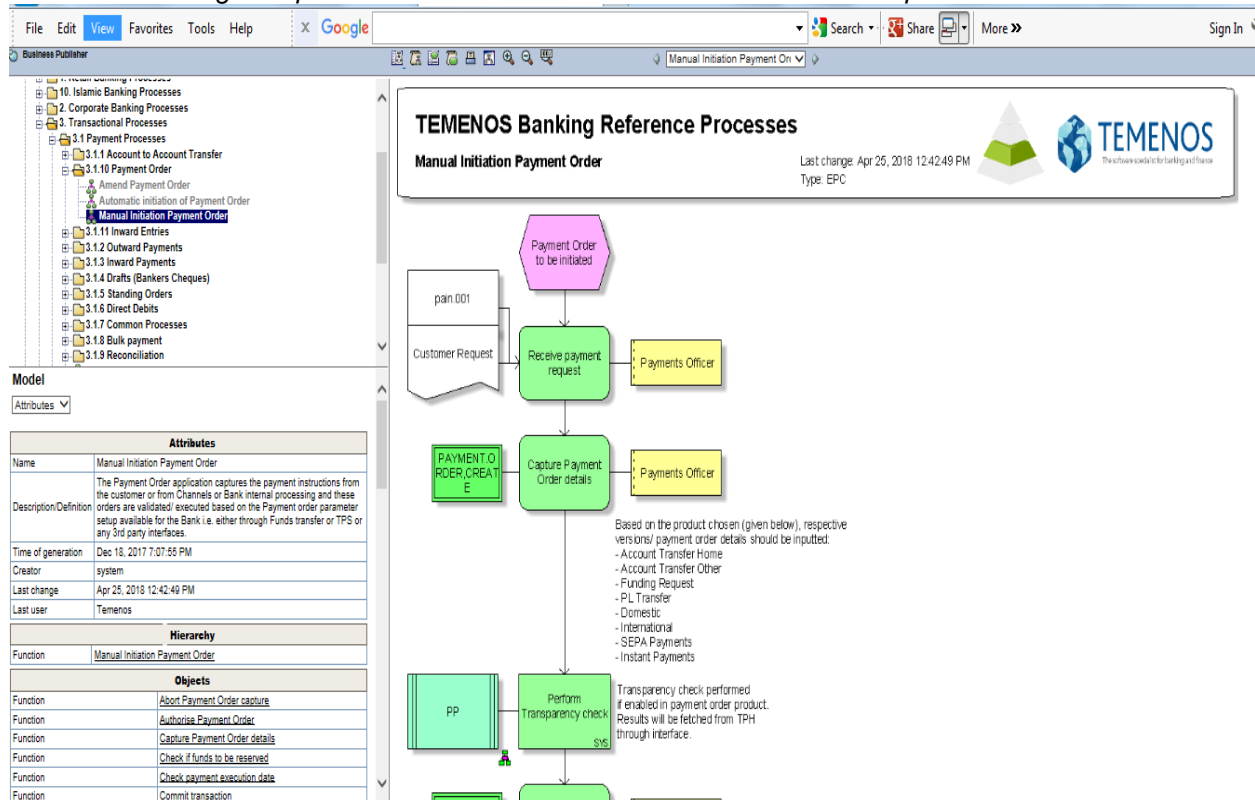 File Edit View Favorites Tools Help
X Google Search Share More » Sign In
Business Publisher
Manual Initiation Payment Or
10. Islamic Banking Processes
2. Corporate Banking Processes
3. Transactional Processes
3.1 Payment Processes
3.1.1 Account to Account Transfer
3.1.10 Payment Order
Amend Payment Order
Automatic initiation of Payment Order
Manual Initiation Payment Order
3.1.11 Inward Entries
3.1.2 Outward Payments
3.1.3 Inward Payments
3.1.4 Drafts (Bankers Cheques)
3.1.5 Standing Orders
3.1.6 Direct Debits
3.1.7 Common Processes
3.1.8 Bulk payment
3.1.9 Reconciliation
Model
Attributes
Attributes
Name Manual Initiation Payment Order
Description/Definition
The Payment Order application captures the payment instructions from
the customer or from Channels or Bank internal processing and these
orders are validated/ executed based on the Payment order parameter
setup available for the Bank i.e. either through Funds transfer or TPS or
any 3rd party interfaces.
Time of generation Dec 18, 2017 7:07:55 PM
Creator system
Last change Apr 25, 2018 12:42:49 PM
Last user Temenos
Hierarchy
Function Manual Initiation Payment Order
Objects
Function Abort Payment Order capture
Function Authorise Payment Order
Function Capture Payment Order details
Function Check if funds to be reserved
Function Check payment execution date
Function Commit transaction
TEMENOS Banking Reference Processes
Manual Initiation Payment Order
Last change: Apr 25, 2018 12:42:49 PM
Type: EPC
TEMENOS
The software specialist for banking and finance
Payment Order
to be initiated
pain.001
Customer Request
Receive payment
request
Payments Officer
PAYMENT.O
RDER,CREAT
E
Capture Payment
Order details
Payments Officer
Based on the product chosen (given below), respective
versions/ payment order details should be inputted:
- Account Transfer Home
- Account Transfer Other
- Funding Request
- PL Transfer
- Domestic
- International
- SEPA Payments
- Instant Payments
PP
Perform
Transparency check
SYS
Transparency check performed
if enabled in payment order product.
Results will be fetched from TPH
through interface.